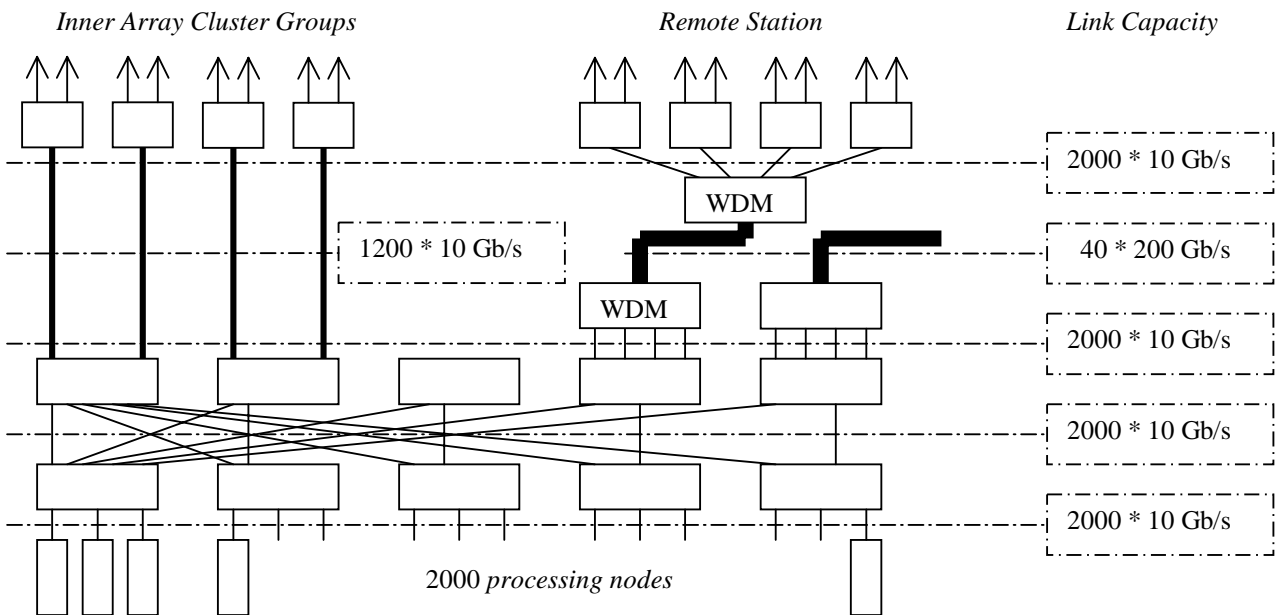 Inner Array Cluster Groups
Remote Station
Link Capacity
2000 * 10 Gb/s
WDM
1200 * 10 Gb/s
40 * 200 Gb/s
WDM
2000 * 10 Gb/s
2000 * 10 Gb/s
2000 * 10 Gb/s
2000 processing nodes